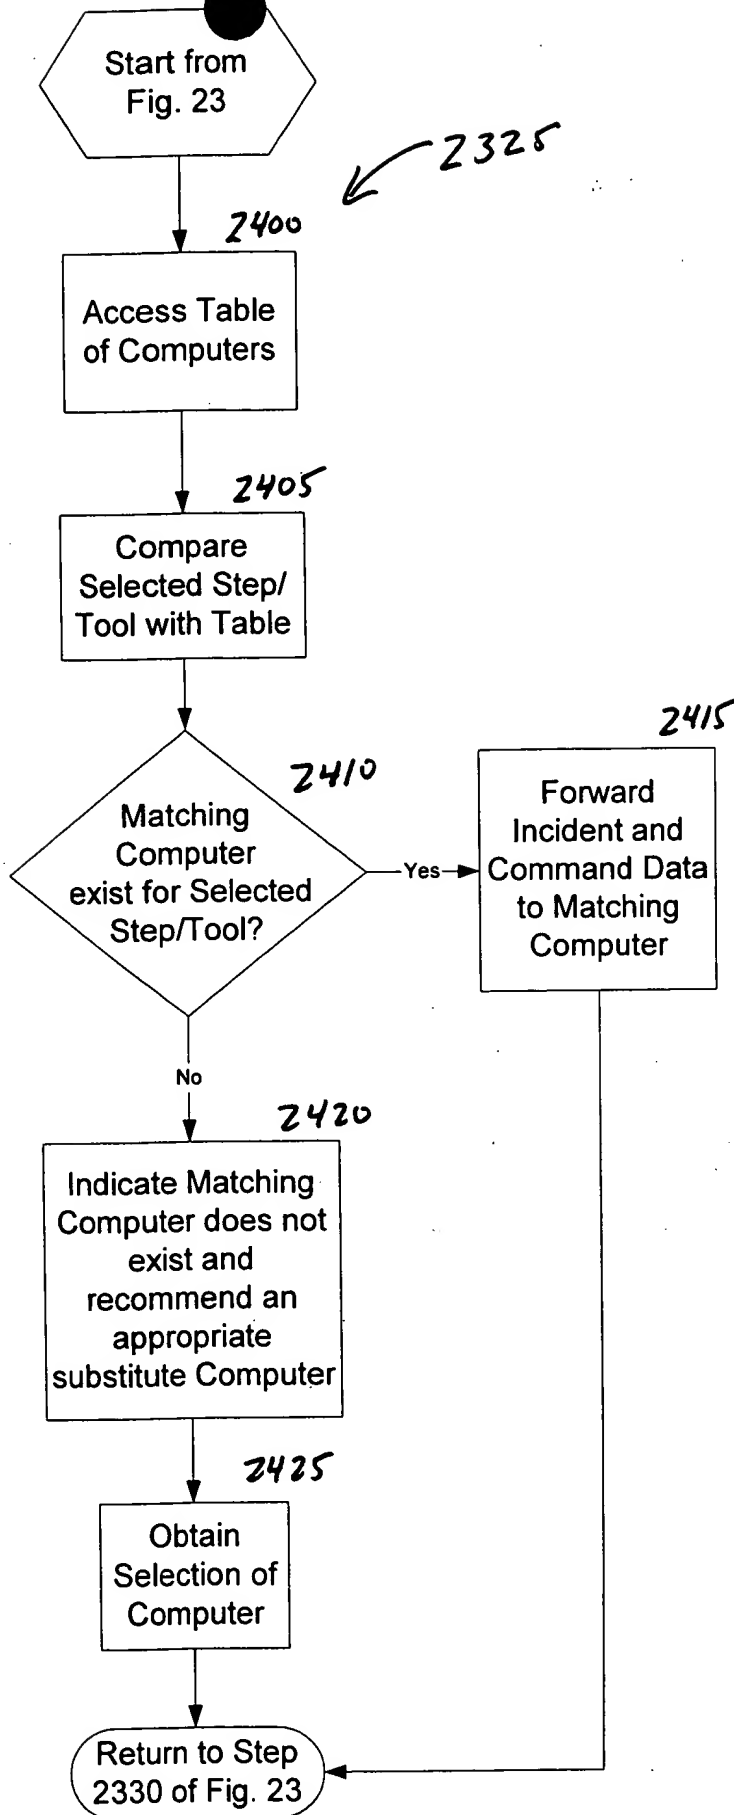 Start from
Fig. 23
2325
2400
Access Table
of Computers
2405
Compare
Selected Step/
Tool with Table
2410
Matching
Computer
exist for Selected
Step/Tool?
Yes
2415
Forward
Incident and
Command Data
to Matching
Computer
No
2420
Indicate Matching
Computer does not
exist and
recommend an
appropriate
substitute Computer
2425
Obtain
Selection of
Computer
Return to Step
2330 of Fig. 23